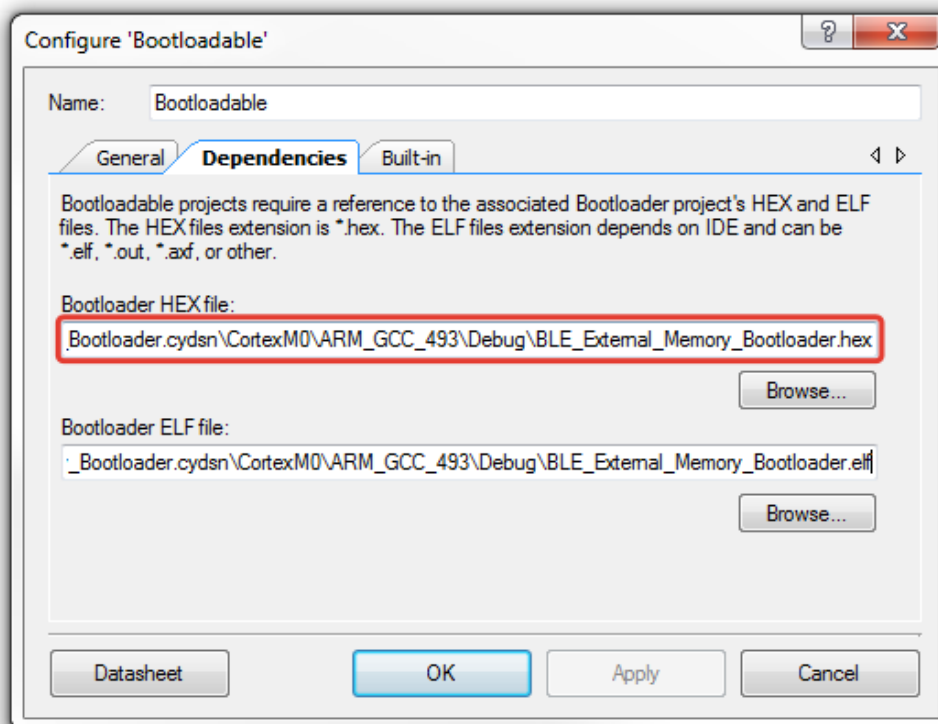 Configure 'Bootloadable'
Name: Bootloadable
General Dependencies Built-in
Bootloadable projects require a reference to the associated Bootloader project's HEX and ELF
files. The HEX files extension is *.hex. The ELF files extension depends on IDE and can be
*.elf, *.out, *.axf, or other.
Bootloader HEX file:
_Bootloader.cydsn\CortexM0\ARM_GCC_493\Debug\BLE_External_Memory_Bootloader.hex
Browse...
Bootloader ELF file:
_Bootloader.cydsn\CortexM0\ARM_GCC_493\Debug\BLE_External_Memory_Bootloader.elf
Browse...
Datasheet OK Apply Cancel